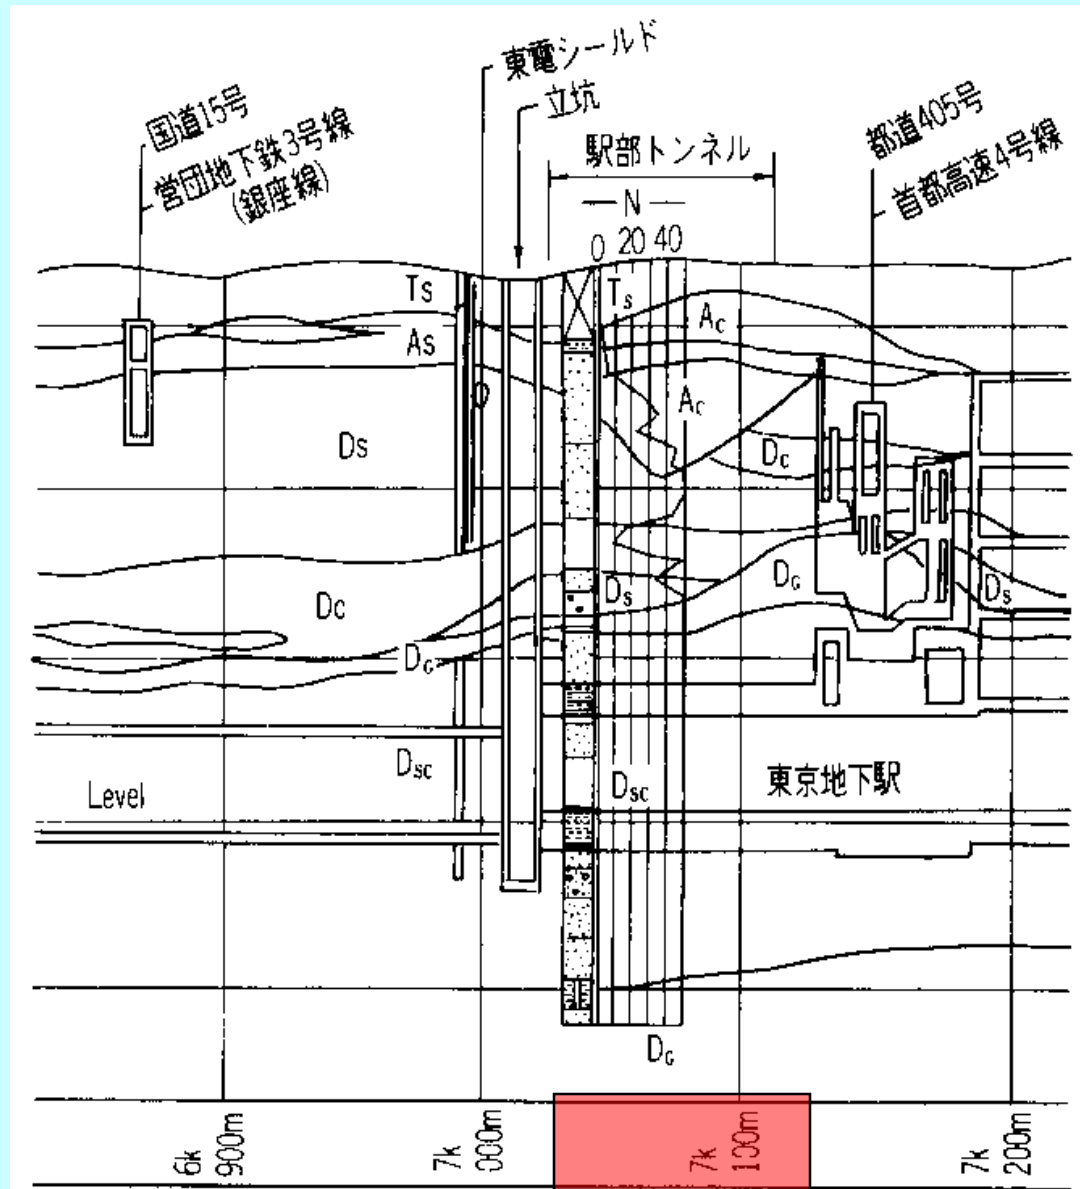 東電シールド
立坑
国道15号
営団地下鉄3号線
(銀座線)
駅部トンネル
都道405号
首都高速4号線
N
0 20 40
Ts
Ts
Ac
As
Ac
Ds
Dc
Dc
DG
Ds
Ds
DG
Dsc
Dsc
東京地下駅
Level
DG
6k
900m
7k
000m
7k
100m
7k
200m